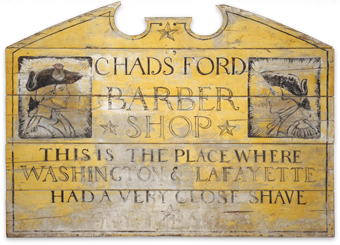 CHADS' FORD
BARBER
SHOP
THIS IS THE PLACE WHERE
WASHINGTON & LAFAYETTE
HAD A VERY CLOSE SHAVE